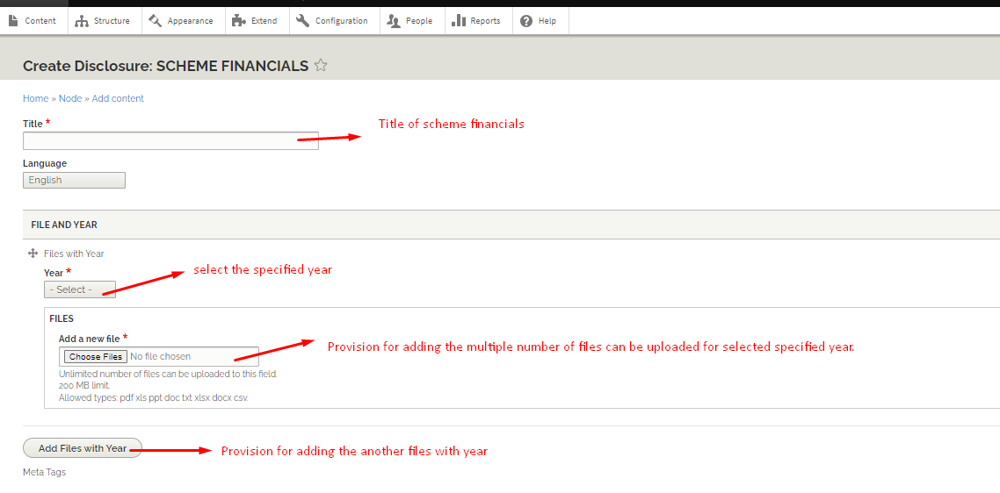 Content Structure Appearance Extend Configuration People Reports Help
Create Disclosure: SCHEME FINANCIALS
Home » Node » Add content
Title *
Title of scheme financials
Language
English
FILE AND YEAR
Files with Year
Year *
select the specified year
- Select -
FILES
Add a new file *
Provision for adding the multiple number of files can be uploaded for selected specified year.
Choose Files No file chosen
Unlimited number of files can be uploaded to this field.
200 MB limit.
Allowed types: pdf xls ppt doc txt xlsx docx csv.
Add Files with Year
Provision for adding the another files with year
Meta Tags